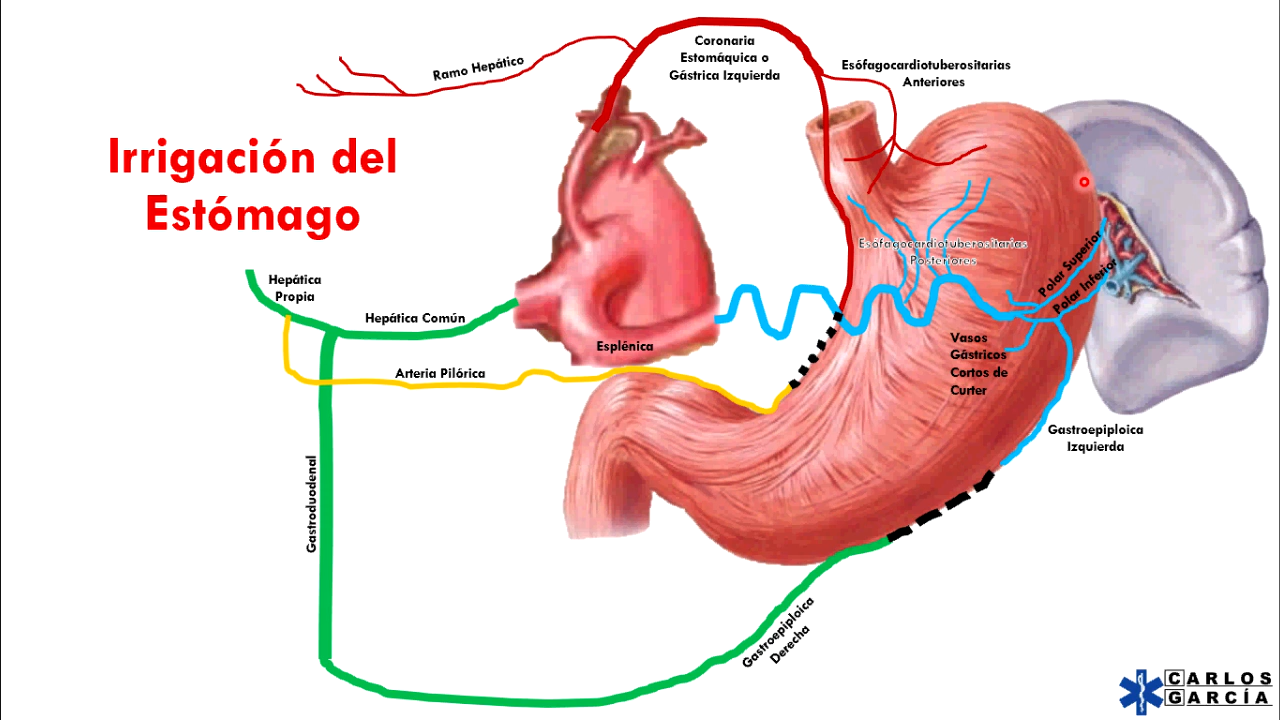 Coronaria
Estomáquica o
Gástrica Izquierda
Ramo Hepático
Esófagocardiotuberositarias
Anteriores
Irrigación del
Estómago
Esófagocardiotuberositarias
Posteriores
Polar Superior
Polar Inferior
Hepática
Propia
Hepática Común
Esplénica
Vasos
Gástricos
Cortos de
Curter
Arteria Pilórica
Gastroepiploica
Izquierda
Gastroduodenal
Gastroepiploica
Derecha
CARLOS
GARCÍA